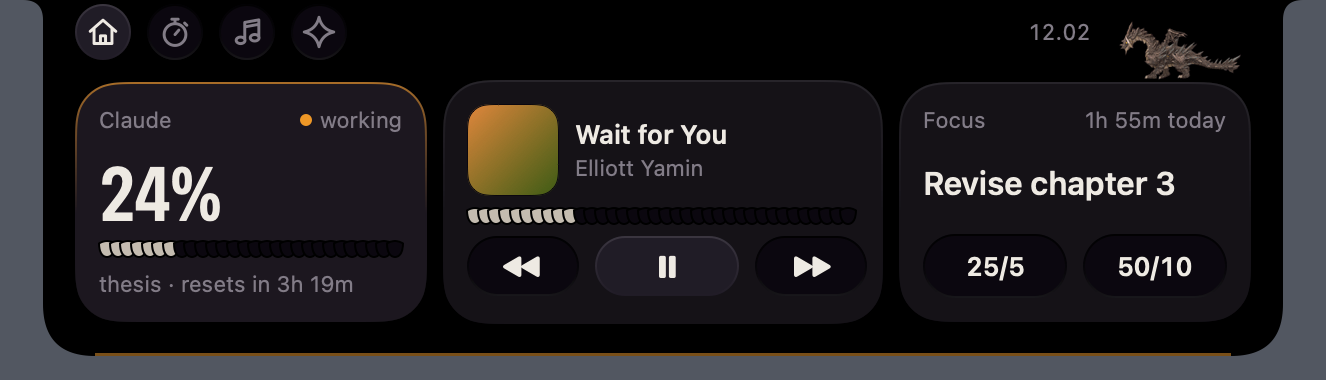 12.02
Claude
working
24%
thesis · resets in 3h 19m
Wait for You
Elliott Yamin
Focus
1h 55m today
Revise chapter 3
25/5
50/10